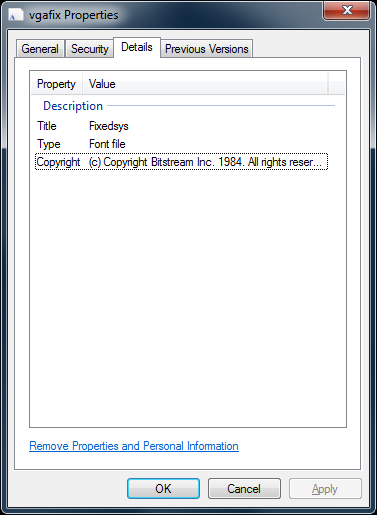 vgafix Properties
General Security Details Previous Versions
Property Value
Description
Title Fixedsys
Type Font file
Copyright (c) Copyright Bitstream Inc. 1984. All rights reser...
Remove Properties and Personal Information
OK Cancel Apply